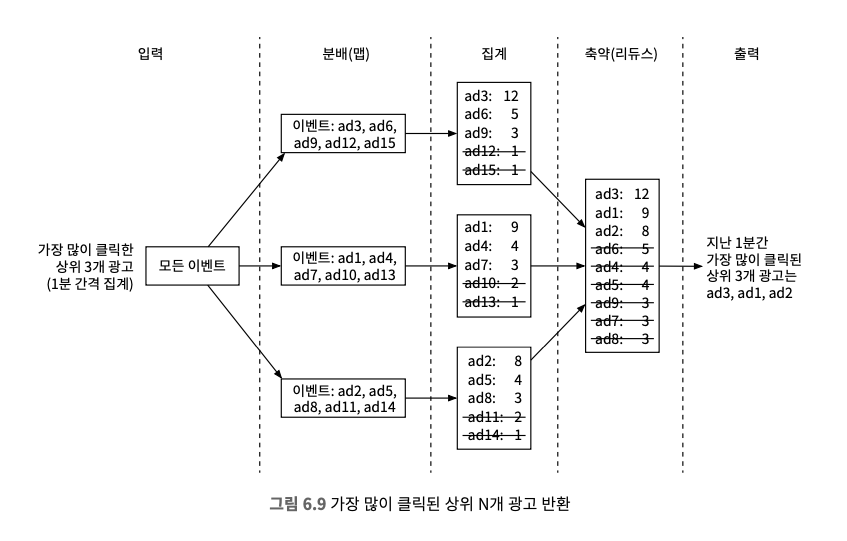 입력
분배(맵)
집계
축약(리듀스)
출력
가장 많이 클릭한
상위 3개 광고
(1분 간격 집계)
모든 이벤트
이벤트: ad3, ad6,
ad9, ad12, ad15
이벤트: ad1, ad4,
ad7, ad10, ad13
이벤트: ad2, ad5,
ad8, ad11, ad14
ad3: 12
ad6: 5
ad9: 3
ad12: 1
ad15: 1
ad1: 9
ad4: 4
ad7: 3
ad10: 2
ad13: 1
ad2: 8
ad5: 4
ad8: 3
ad11: 2
ad14: 1
ad3: 12
ad1: 9
ad2: 8
ad6: 5
ad4: 4
ad5: 4
ad9: 3
ad7: 3
ad8: 3
지난 1분간
가장 많이 클릭된
상위 3개 광고는
ad3, ad1, ad2
그림 6.9 가장 많이 클릭된 상위 N개 광고 반환